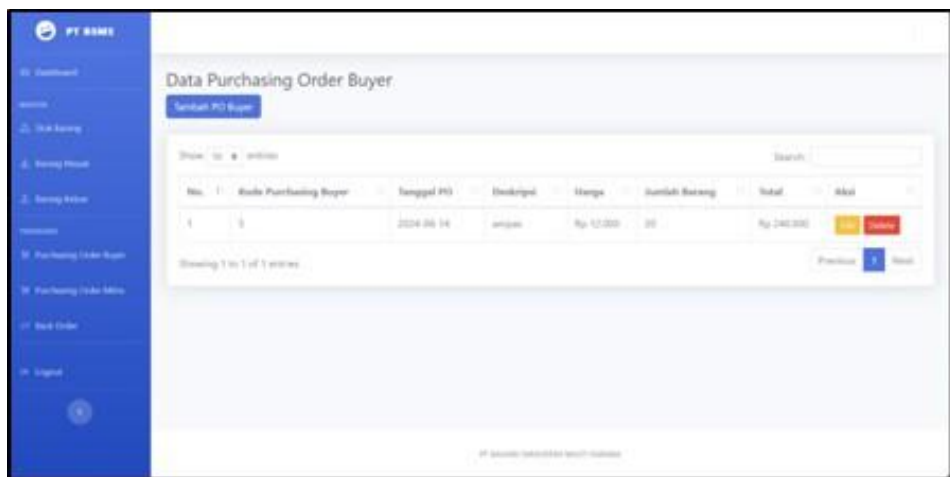 PT BSMS
Dashboard
Stok Barang
Barang Masuk
Barang Keluar
Purchasing Order Buyer
Purchasing Order Mitra
Back Order
Logout
Data Purchasing Order Buyer
Tambah PO Buyer
Show 10 entries
Search:
No. Kode Purchasing Buyer Tanggal PO Deskripsi Harga Jumlah Barang Total Aksi
1 5 2024-06-14 ampas Rp 12.000 20 Rp 240.000 Edit Delete
Showing 1 to 1 of 1 entries
Previous 1 Next